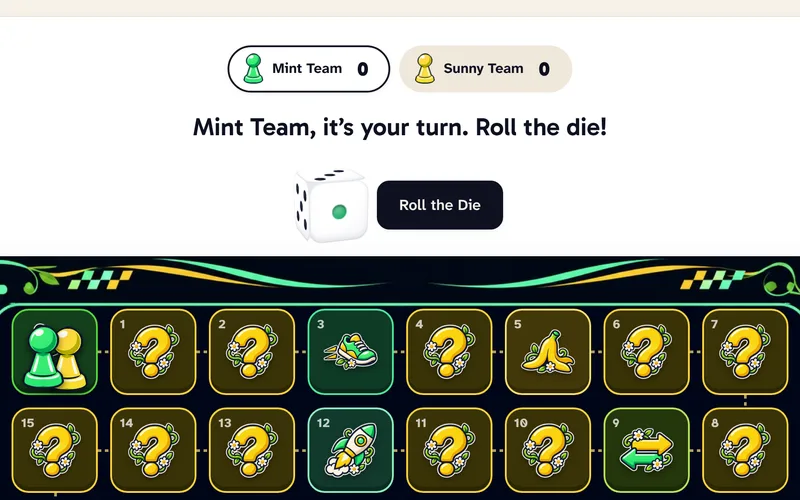 Mint Team 0 Sunny Team 0
Mint Team, it's your turn. Roll the die!
Roll the Die
1 2 3 4 5 6 7
15 14 13 12 11 10 9 8